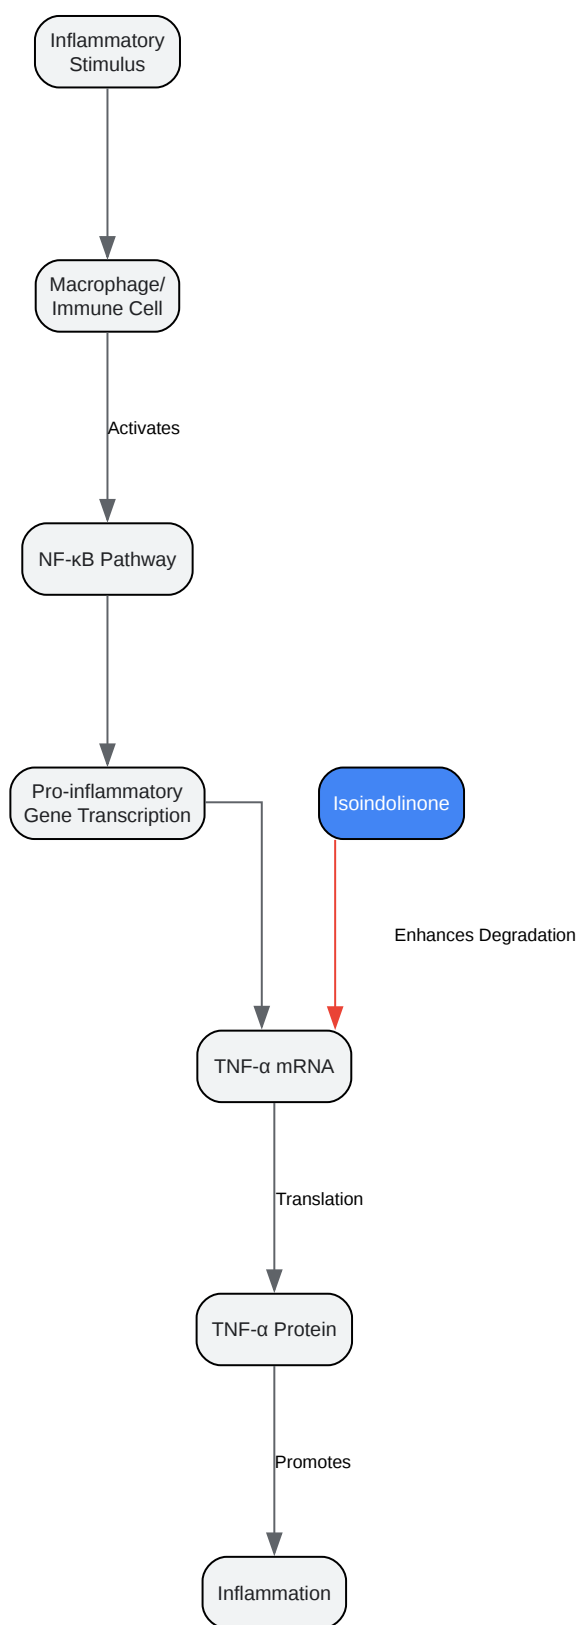 Inflammatory
Stimulus
Macrophage/
Immune Cell
Activates
NF-κB Pathway
Pro-inflammatory
Gene Transcription
Isoindolinone
Enhances Degradation
TNF-α mRNA
Translation
TNF-α Protein
Promotes
Inflammation